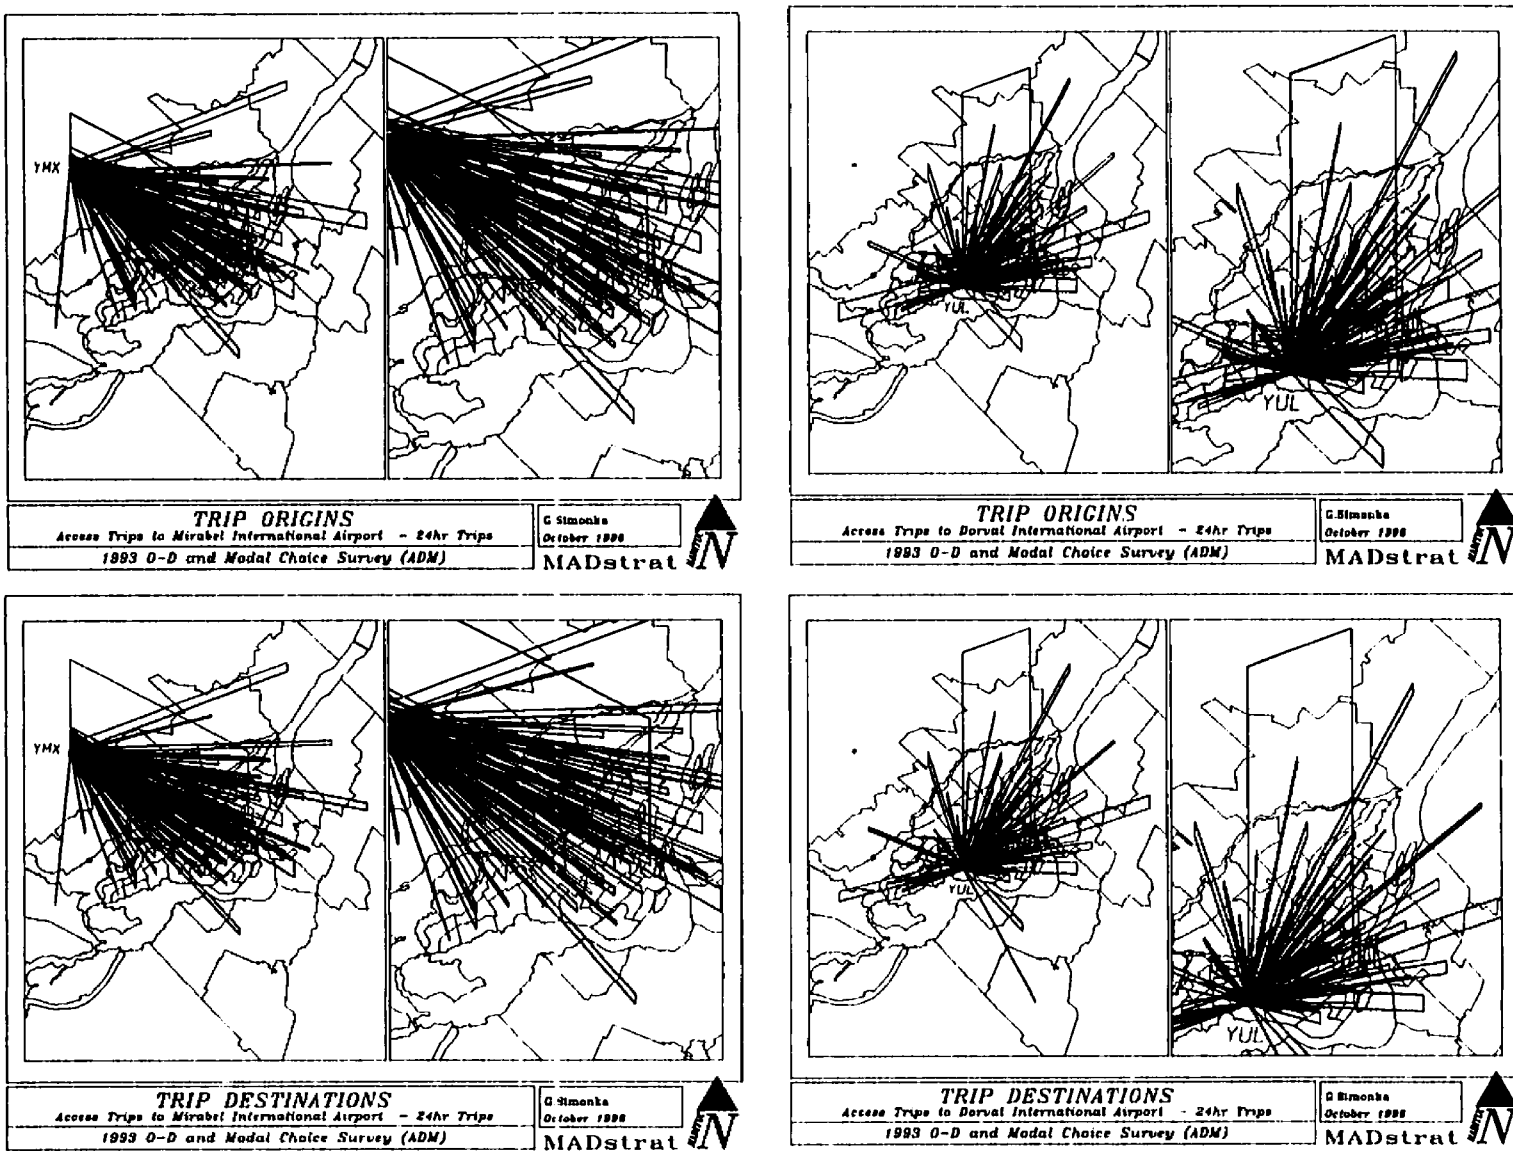 YMX
TRIP ORIGINS
Access Trips to Mirabel International Airport - 24hr Trips
1993 O-D and Modal Choice Survey (ADM)
G Simonka
October 1996
MADstrat
N
YUL
YUL
TRIP ORIGINS
Access Trips to Dorval International Airport - 24hr Trips
1993 O-D and Modal Choice Survey (ADM)
G.Simonka
October 1996
MADstrat
N
YMX
TRIP DESTINATIONS
Access Trips to Mirabel International Airport - 24hr Trips
1993 O-D and Modal Choice Survey (ADM)
G.Simonka
October 1996
MADstrat
N
YUL
YUL
TRIP DESTINATIONS
Access Trips to Dorval International Airport - 24hr Trips
1993 O-D and Modal Choice Survey (ADM)
G Simonka
October 1996
MADstrat
N